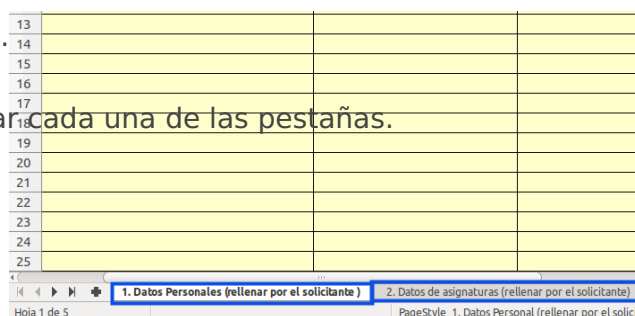 13
.
14
15
16
17
ar cada una de las pestañas.
18
19
20
21
22
23
24
25
1. Datos Personales (rellenar por el solicitante )
2. Datos de asignaturas (rellenar por el solicitante)
Hoja 1 de 5
PageStyle_1. Datos Personal (rellenar por el solic